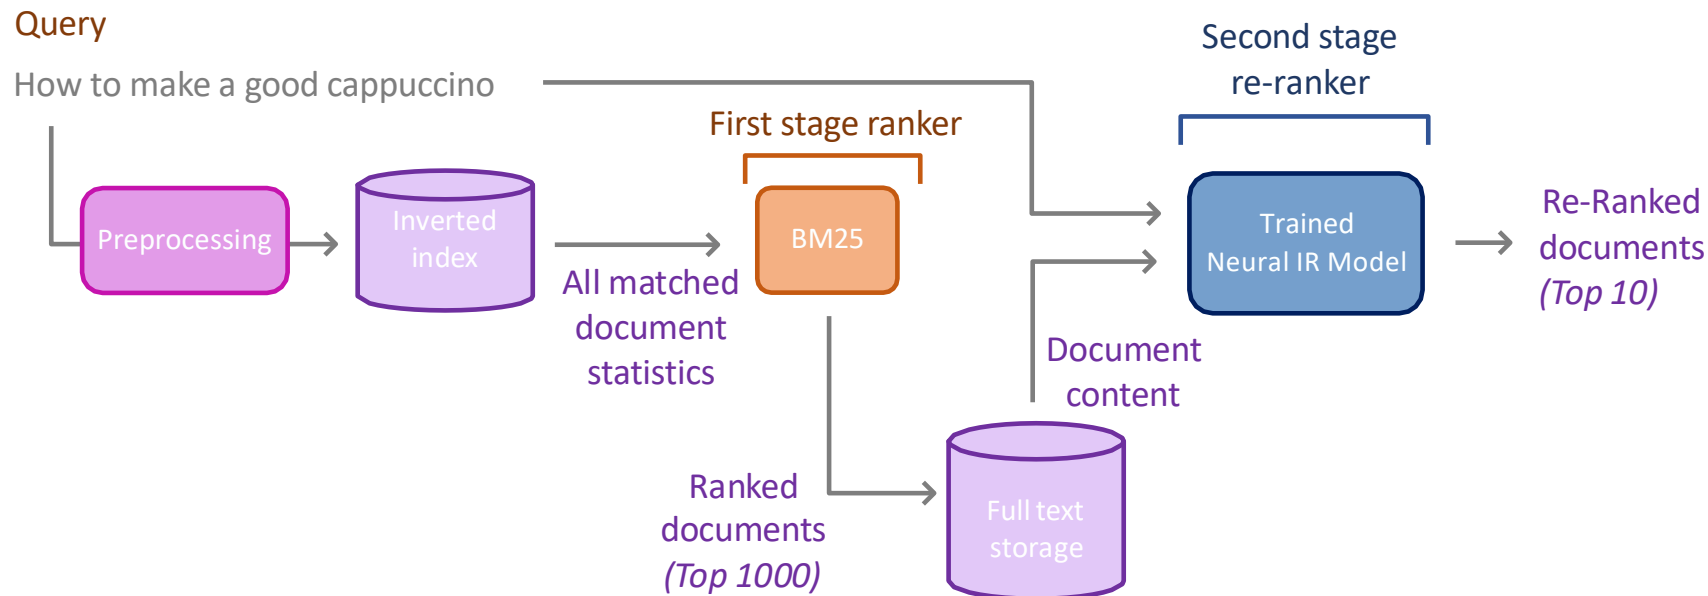 Query
How to make a good cappuccino
Second stage
re-ranker
First stage ranker
Preprocessing
Inverted
index
BM25
Trained
Neural IR Model
Re-Ranked
documents
(Top 10)
All matched
document
statistics
Document
content
Ranked
documents
(Top 1000)
Full text
storage